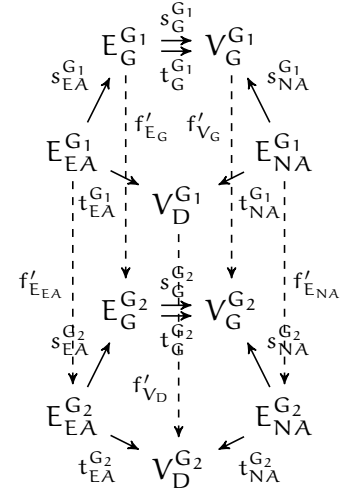 s_G^{G_1}
E_G^{G_1} V_G^{G_1}
t_G^{G_1}
s_{EA}^{G_1} s_{NA}^{G_1}
f'_{E_G} f'_{V_G}
E_{EA}^{G_1} E_{NA}^{G_1}
t_{EA}^{G_1} V_D^{G_1} t_{NA}^{G_1}
f'_{E_{EA}} s_G^{G_2} f'_{E_{NA}}
E_G^{G_2} V_G^{G_2}
s_{EA}^{G_2} t_G^{G_2} s_{NA}^{G_2}
f'_{V_D}
E_{EA}^{G_2} E_{NA}^{G_2}
t_{EA}^{G_2} V_D^{G_2} t_{NA}^{G_2}